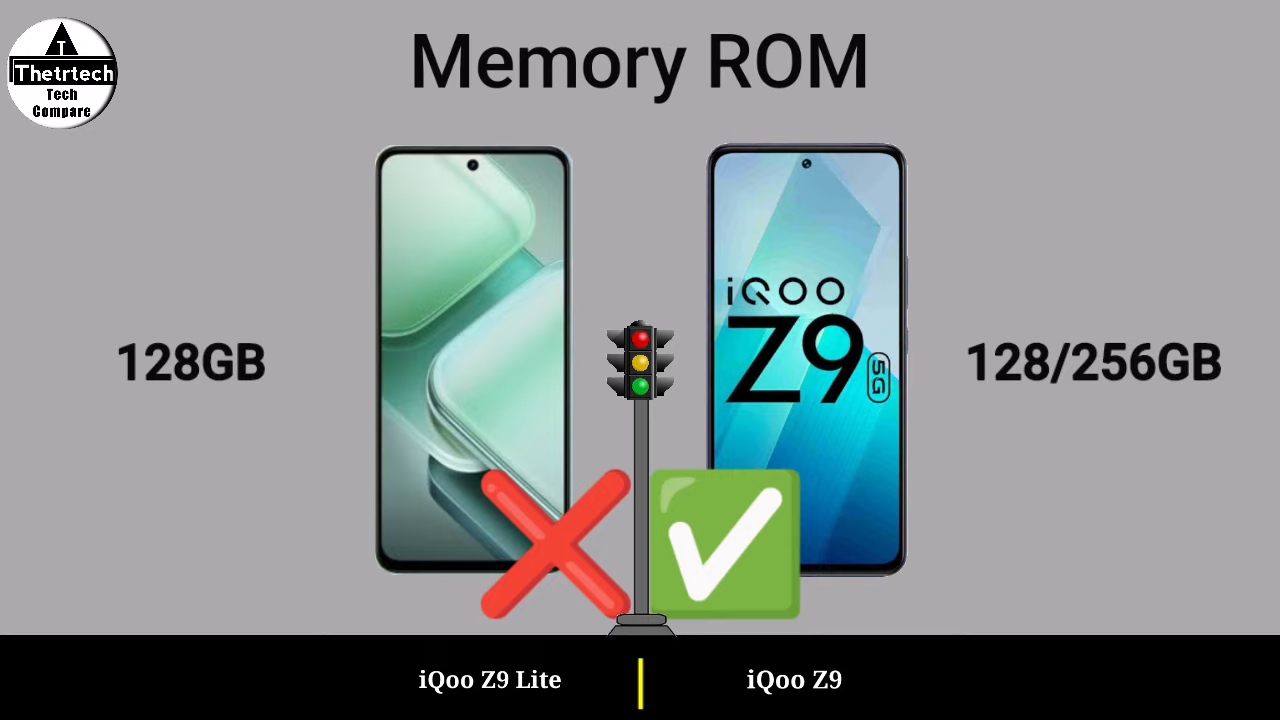 T
Thetrtech
Tech
Compare
Memory ROM
128GB
iQOO
Z9
5G
128/256GB
iQoo Z9 Lite
iQoo Z9